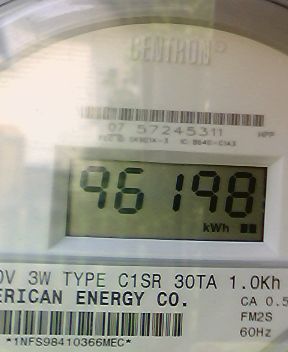 CENTRON
07 57245311 HPP
96198
kWh
0V 3W TYPE C1SR 30TA 1.0Kh
ERICAN ENERGY CO.
CA 0.5
FM2S
60Hz
*1NFS98410366MEC*